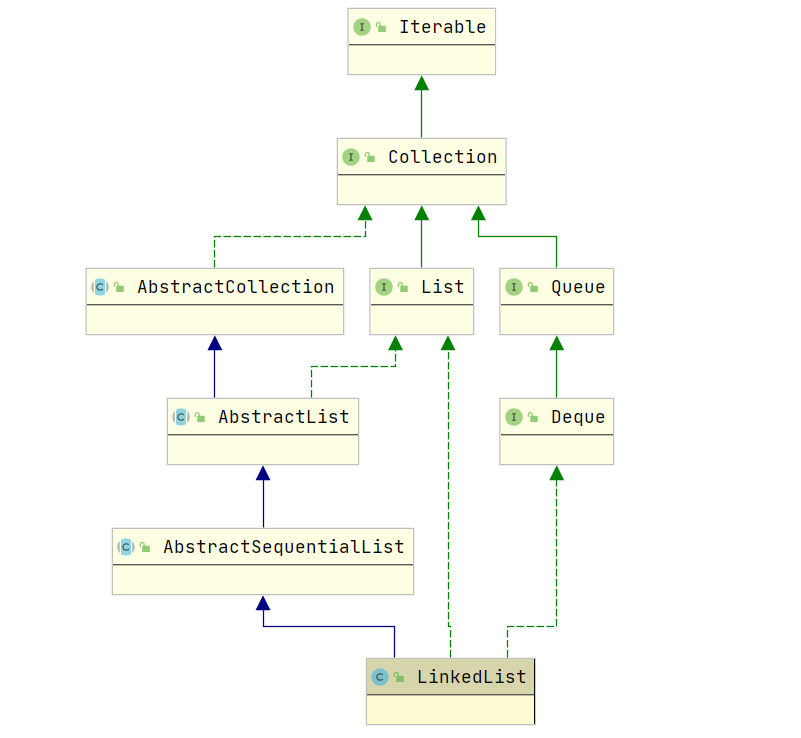 I Iterable
I Collection
C AbstractCollection
I List
I Queue
C AbstractList
I Deque
C AbstractSequentialList
C LinkedList